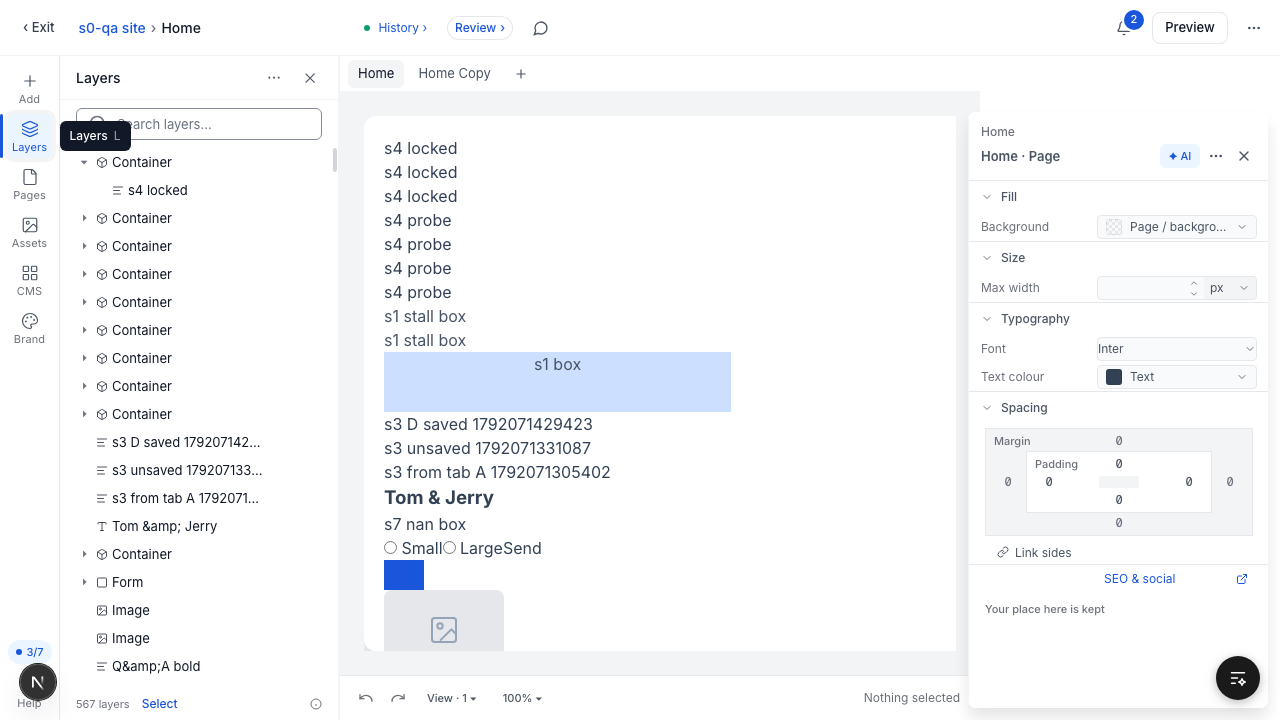 ‹ Exit
s0-qa site › Home
History ›
Review ›
2
Preview
Add
Layers
Pages
Assets
CMS
Brand
3/7
N
Help
Layers
Search layers...
Layers L
Container
s4 locked
Container
Container
Container
Container
Container
Container
Container
Container
s3 D saved 179207142...
s3 unsaved 179207133...
s3 from tab A 1792071...
Tom &amp; Jerry
Container
Form
Image
Image
Q&amp;A bold
567 layers Select
Home Home Copy
s4 locked
s4 locked
s4 locked
s4 probe
s4 probe
s4 probe
s4 probe
s1 stall box
s1 stall box
s1 box
s3 D saved 1792071429423
s3 unsaved 1792071331087
s3 from tab A 1792071305402
Tom & Jerry
s7 nan box
Small LargeSend
View · 1
100%
Nothing selected
Home
Home · Page
AI
Fill
Background Page / backgro...
Size
Max width px
Typography
Font Inter
Text colour Text
Spacing
Margin 0
Padding 0
0 0 0 0
0
0
Link sides
SEO & social
Your place here is kept